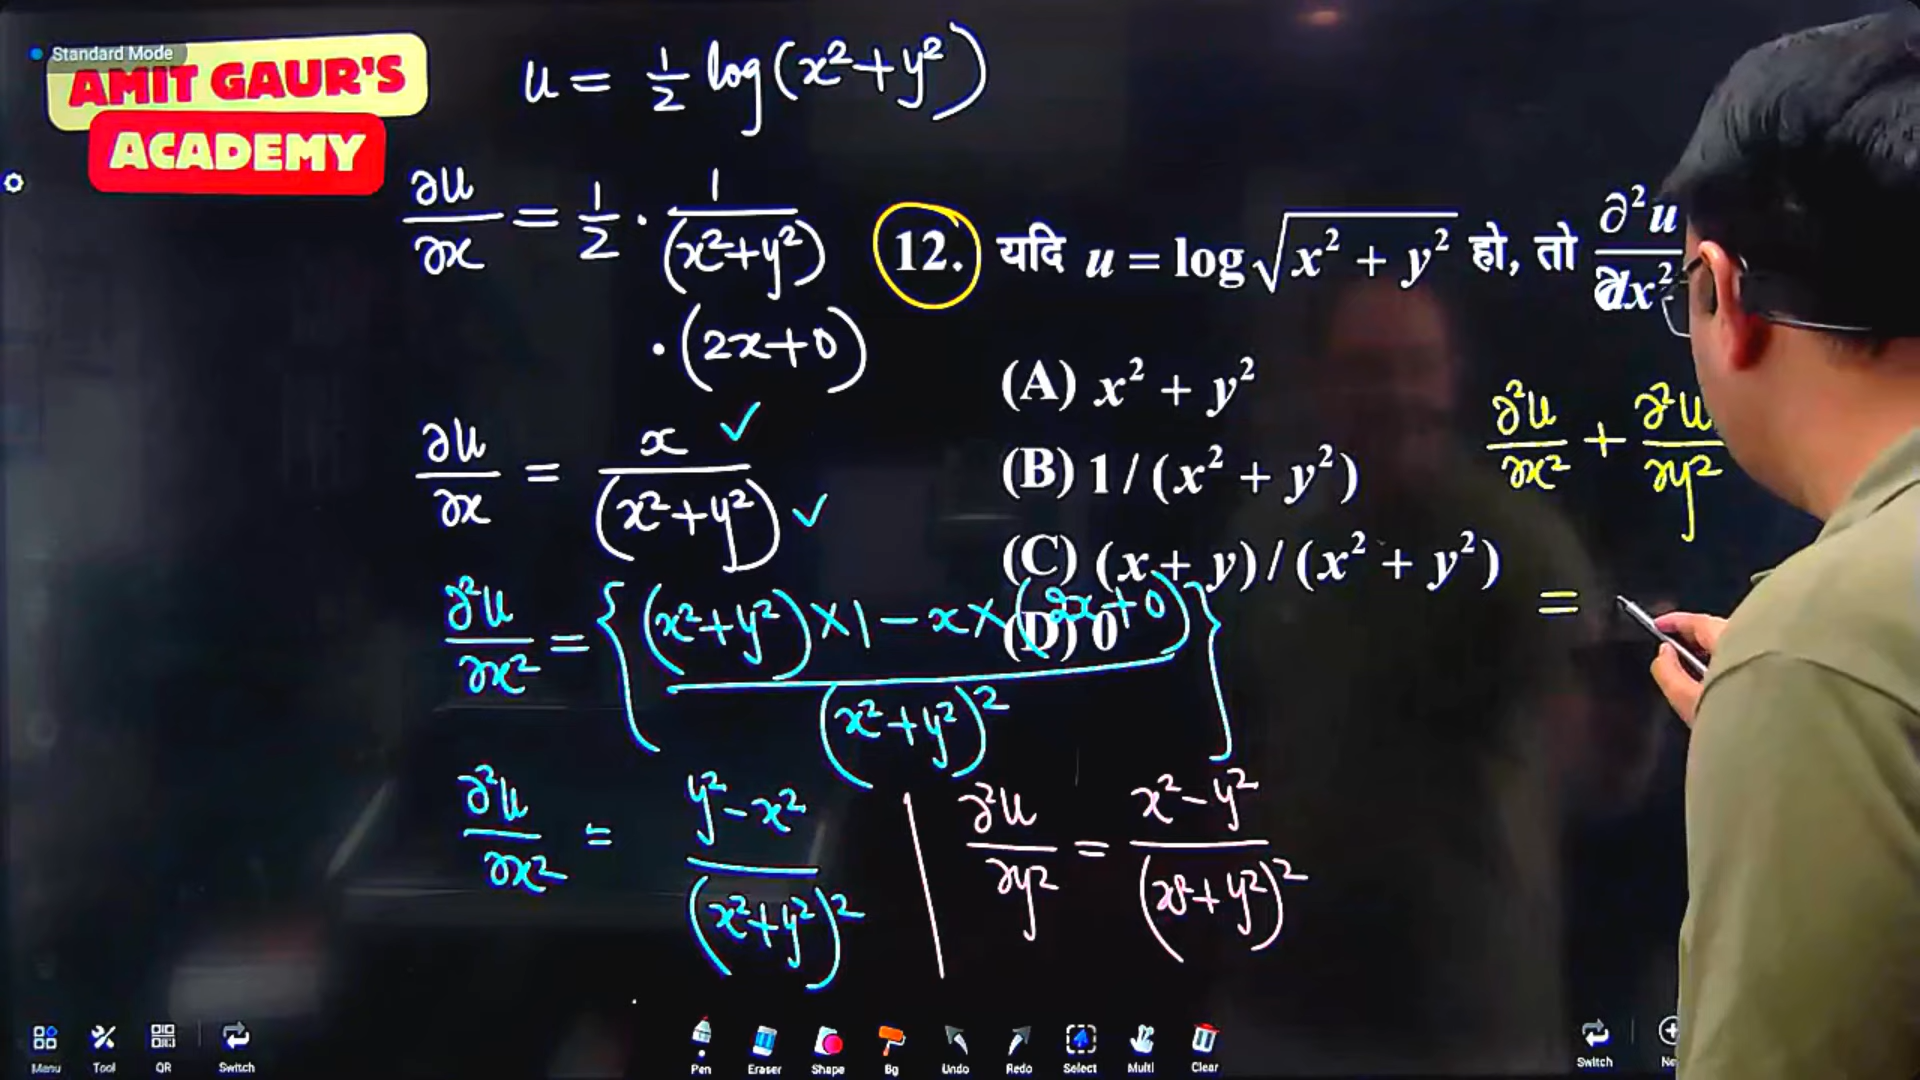 Standard Mode
AMIT GAUR'S
ACADEMY
u = 1/2 log(x²+y²)
∂u/∂x = 1/2 · 1/(x²+y²)
· (2x+0)
12. यदि u = log√(x² + y²) हो, तो ∂²u/∂x²
(A) x² + y²
(B) 1 / (x² + y²)
(C) (x + y) / (x² + y²)
(D) 0
∂u/∂x = x/(x²+y²)
∂²u/∂x² = {((x²+y²)×1 − x×(2x+0))/(x²+y²)²}
∂²u/∂x² = (y²−x²)/(x²+y²)²
∂²u/∂y² = (x²−y²)/(x²+y²)²
∂²u/∂x² + ∂²u/∂y²
=
Menu Tool QR Switch Pen Eraser Shape Bg Undo Redo Select Multi Clear Switch